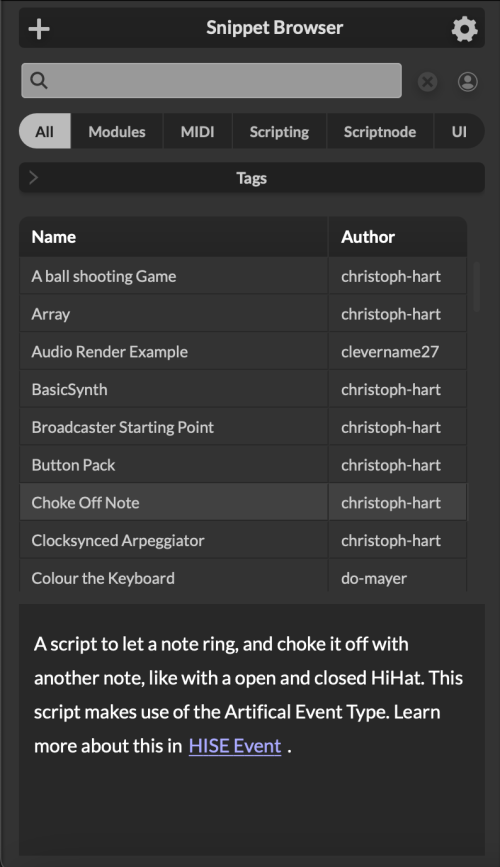 Snippet Browser
All Modules MIDI Scripting Scriptnode UI
Tags
Name Author
A ball shooting Game christoph-hart
Array christoph-hart
Audio Render Example clevername27
BasicSynth christoph-hart
Broadcaster Starting Point christoph-hart
Button Pack christoph-hart
Choke Off Note christoph-hart
Clocksynced Arpeggiator christoph-hart
Colour the Keyboard do-mayer
A script to let a note ring, and choke it off with
another note, like with a open and closed HiHat. This
script makes use of the Artifical Event Type. Learn
more about this in HISE Event .